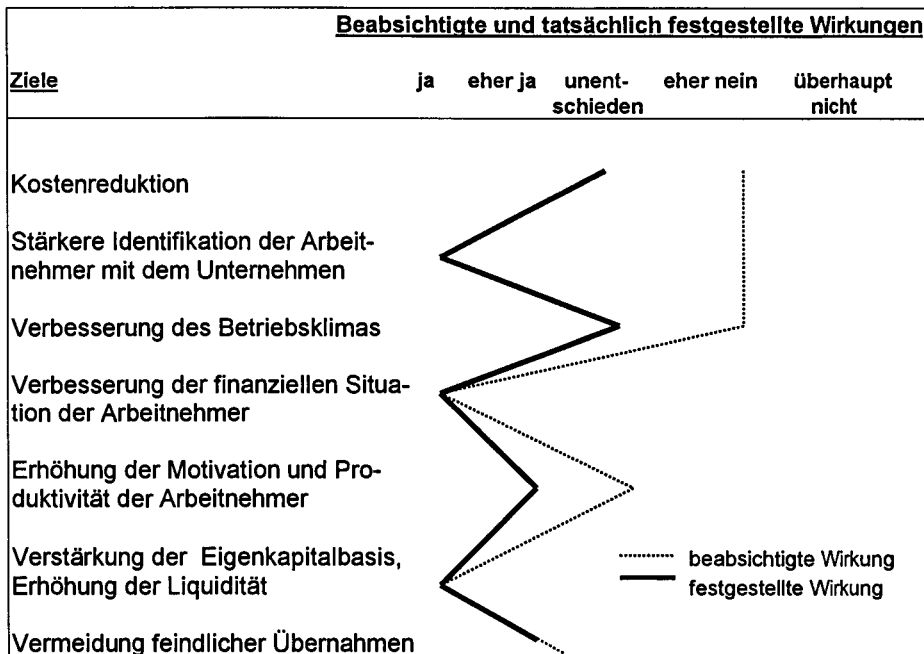 Beabsichtigte und tatsächlich festgestellte Wirkungen
Ziele ja eher ja unent- eher nein überhaupt
schieden nicht
Kostenreduktion
Stärkere Identifikation der Arbeit-
nehmer mit dem Unternehmen
Verbesserung des Betriebsklimas
Verbesserung der finanziellen Situa-
tion der Arbeitnehmer
Erhöhung der Motivation und Pro-
duktivität der Arbeitnehmer
Verstärkung der Eigenkapitalbasis,
Erhöhung der Liquidität
beabsichtigte Wirkung
festgestellte Wirkung
Vermeidung feindlicher Übernahmen